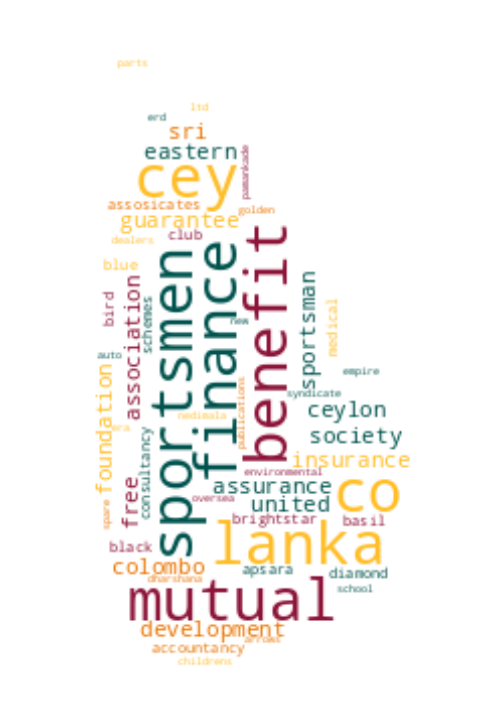 parts
ltd
erd
sri
eastern
pamankade
cey
assosicates
golden
guarantee
club
dealers
benefit
finance
sportsmen
blue
sportsman
association
bird
schemes
medical
new
auto
empire
foundation
publications
syndicate
ceylon
nedimala
era
society
consultancy
insurance
environmental
free
assurance
co
oversea
united
spare
brightstar
basil
lanka
black
colombo
apsara
diamond
dharshana
school
mutual
development
arrows
accountancy
childrens